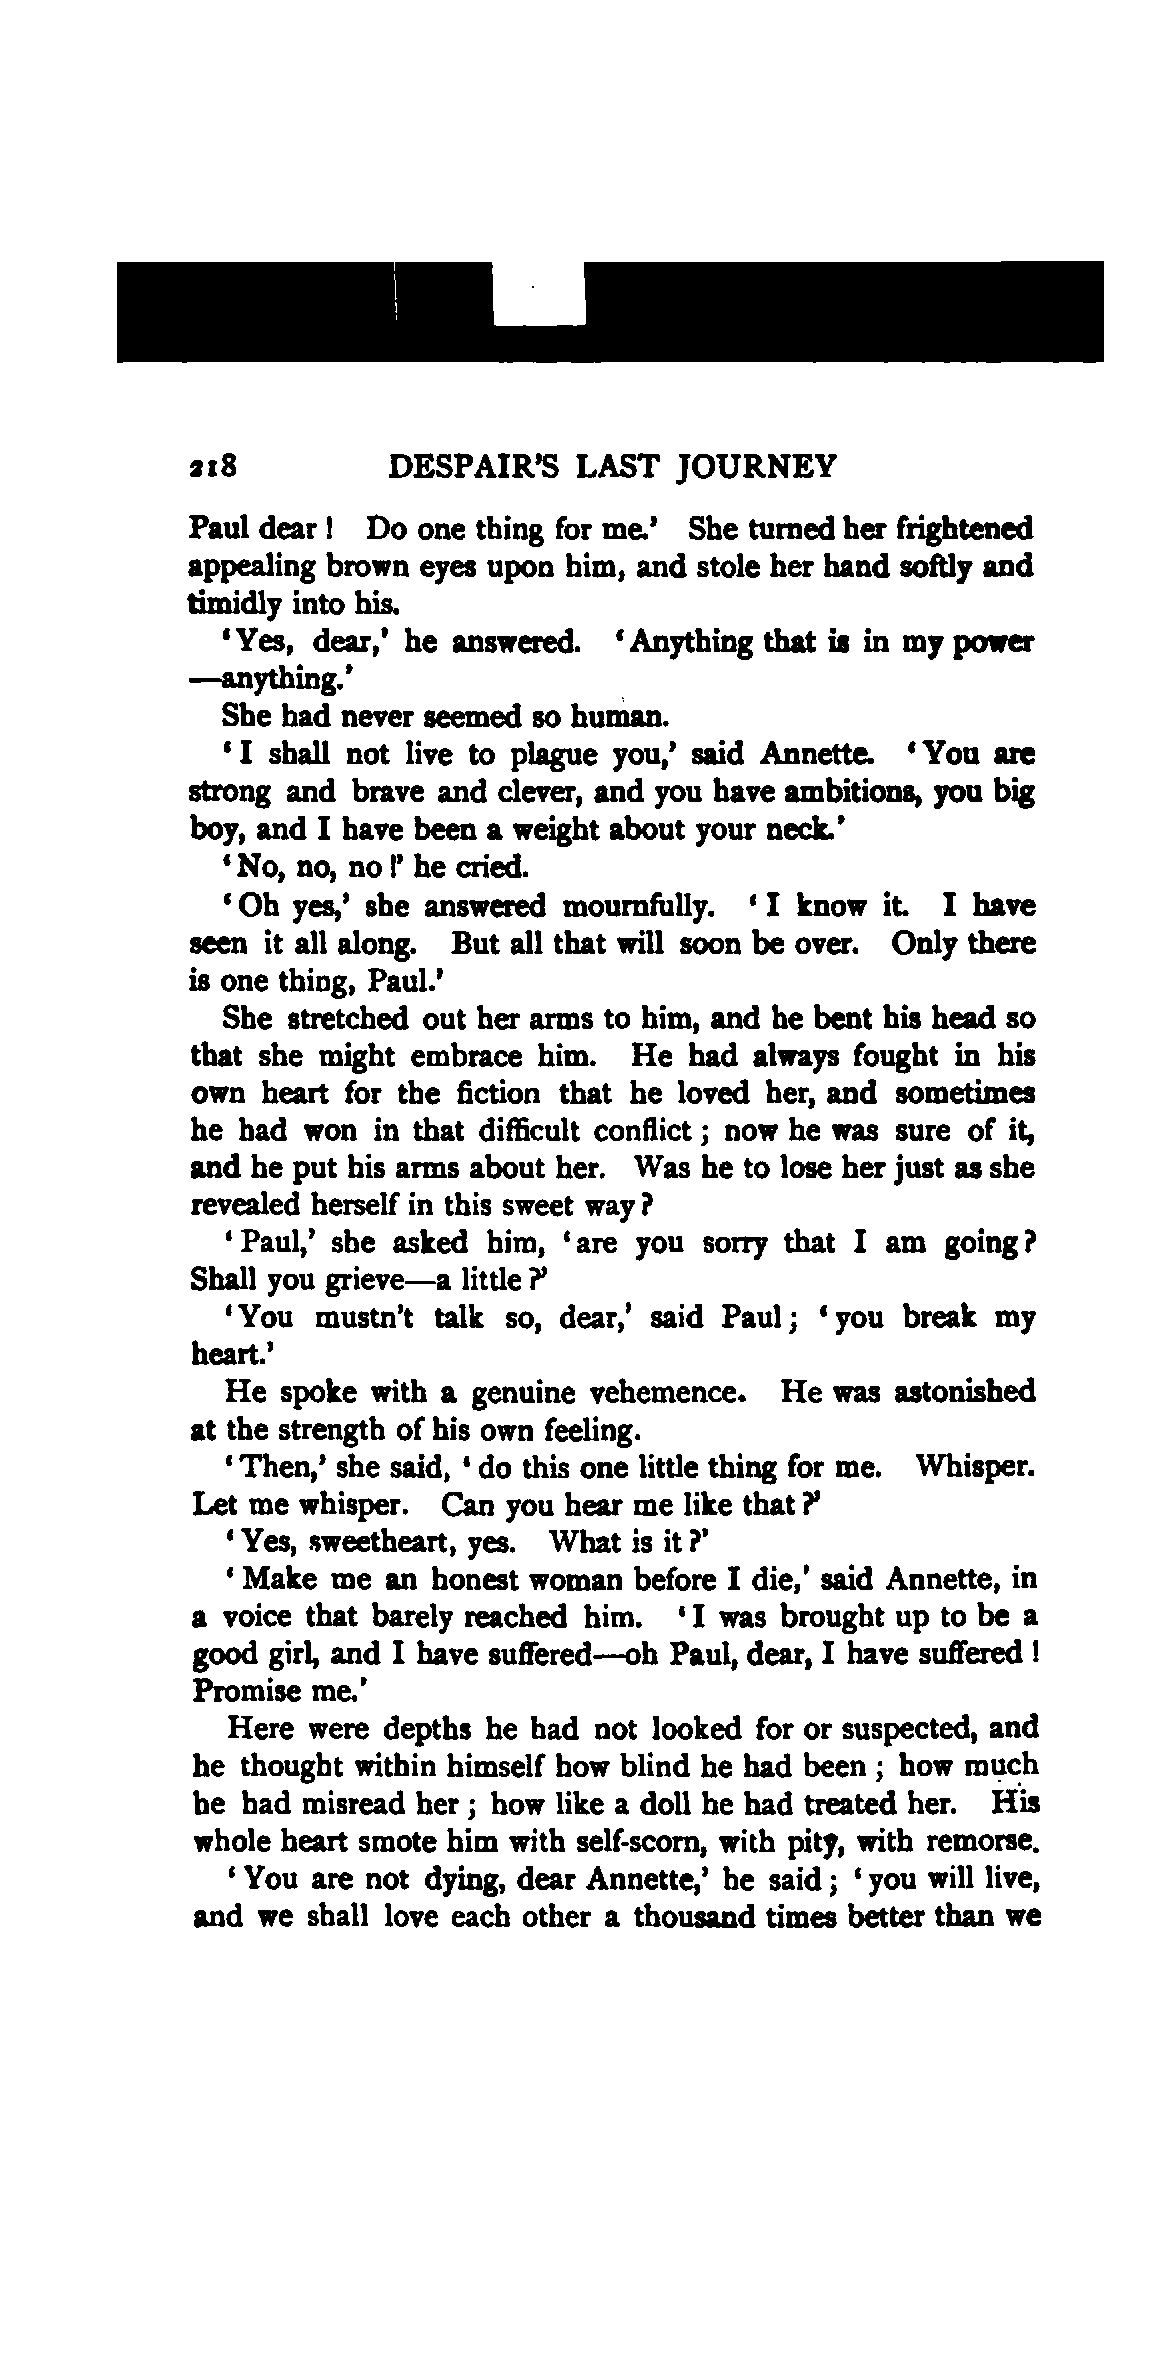 218 DESPAIR'S LAST JOURNEY
Paul dear! Do one thing for me.' She turned her frightened
appealing brown eyes upon him, and stole her hand softly and
timidly into his.
'Yes, dear,' he answered. 'Anything that is in my power
—anything.'
She had never seemed so human.
'I shall not live to plague you,' said Annette. 'You are
strong and brave and clever, and you have ambitions, you big
boy, and I have been a weight about your neck.'
'No, no, no!' he cried.
'Oh yes,' she answered mournfully. 'I know it. I have
seen it all along. But all that will soon be over. Only there
is one thing, Paul.'
She stretched out her arms to him, and he bent his head so
that she might embrace him. He had always fought in his
own heart for the fiction that he loved her, and sometimes
he had won in that difficult conflict; now he was sure of it,
and he put his arms about her. Was he to lose her just as she
revealed herself in this sweet way?
'Paul,' she asked him, 'are you sorry that I am going?
Shall you grieve—a little?'
'You mustn't talk so, dear,' said Paul; 'you break my
heart.'
He spoke with a genuine vehemence. He was astonished
at the strength of his own feeling.
'Then,' she said, 'do this one little thing for me. Whisper.
Let me whisper. Can you hear me like that?'
'Yes, sweetheart, yes. What is it?'
'Make me an honest woman before I die,' said Annette, in
a voice that barely reached him. 'I was brought up to be a
good girl, and I have suffered—oh Paul, dear, I have suffered!
Promise me.'
Here were depths he had not looked for or suspected, and
he thought within himself how blind he had been; how much
he had misread her; how like a doll he had treated her. His
whole heart smote him with self-scorn, with pity, with remorse.
'You are not dying, dear Annette,' he said; 'you will live,
and we shall love each other a thousand times better than we